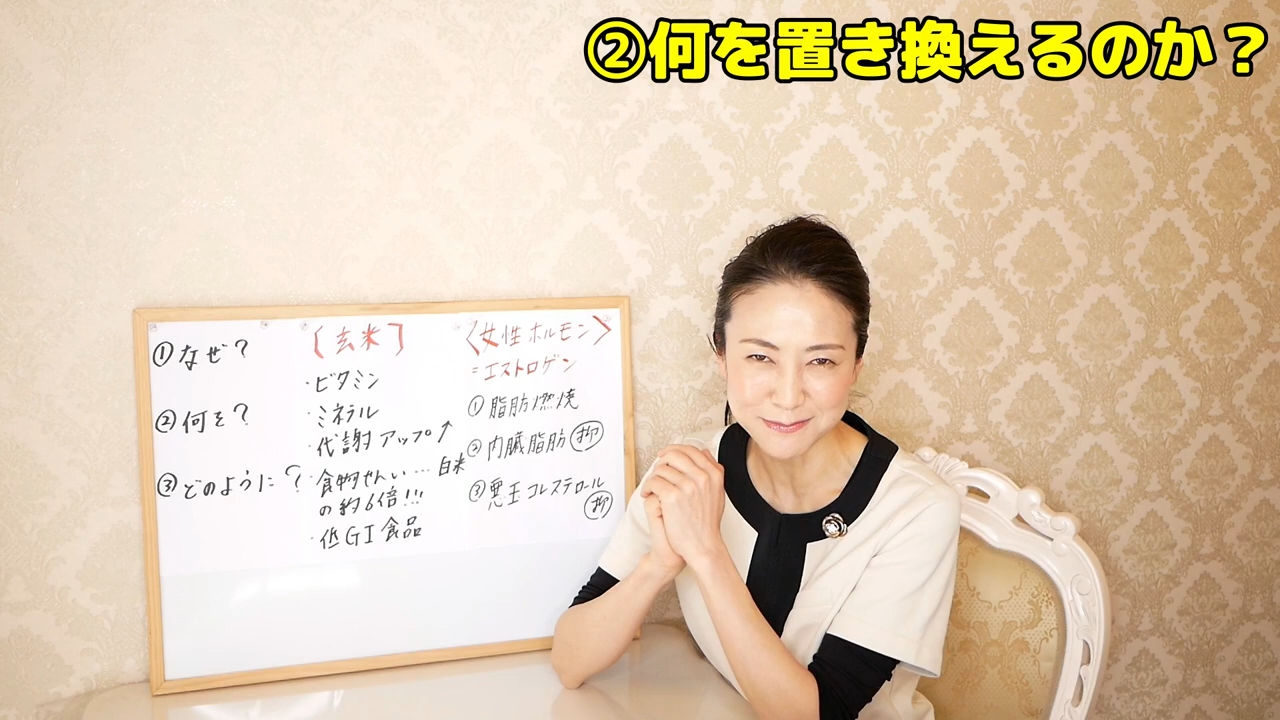 ②何を置き換えるのか？
①なぜ?
②何を?
③どのように?
〔玄米〕
・ビタミン
・ミネラル
・代謝アップ↑
・食物せんい…白米
の約6倍!!!
・低GI食品
〈女性ホルモン〉
=エストロゲン
①脂肪燃焼
②内臓脂肪㊥抑
③悪玉コレステロール
抑